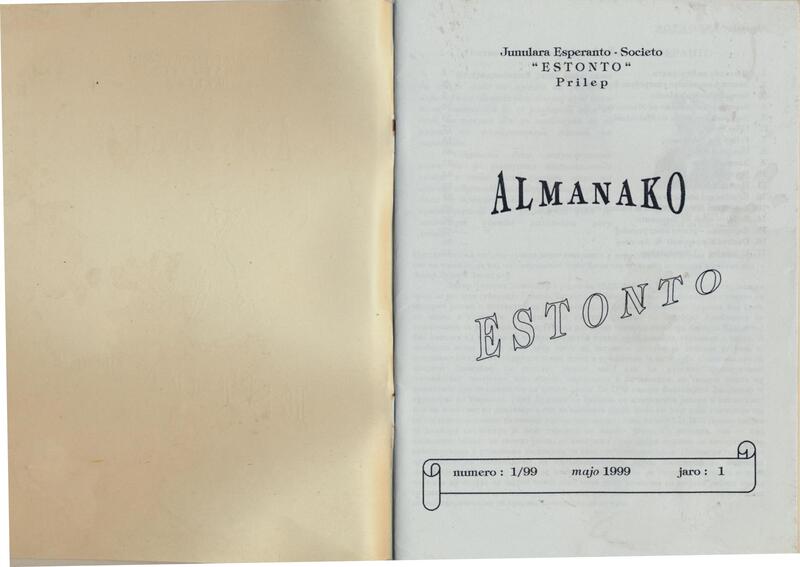 Junulara Esperanto - Societo
"ESTONTO"
Prilep
ALMANAKO
ESTONTO
numero : 1/99 majo 1999 jaro : 1